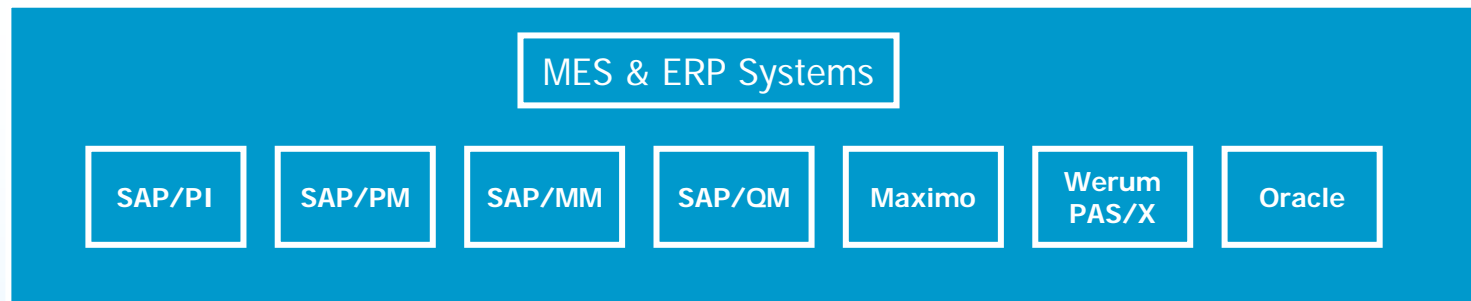 MES & ERP Systems
SAP/PI
SAP/PM
SAP/MM
SAP/QM
Maximo
Werum
PAS/X
Oracle